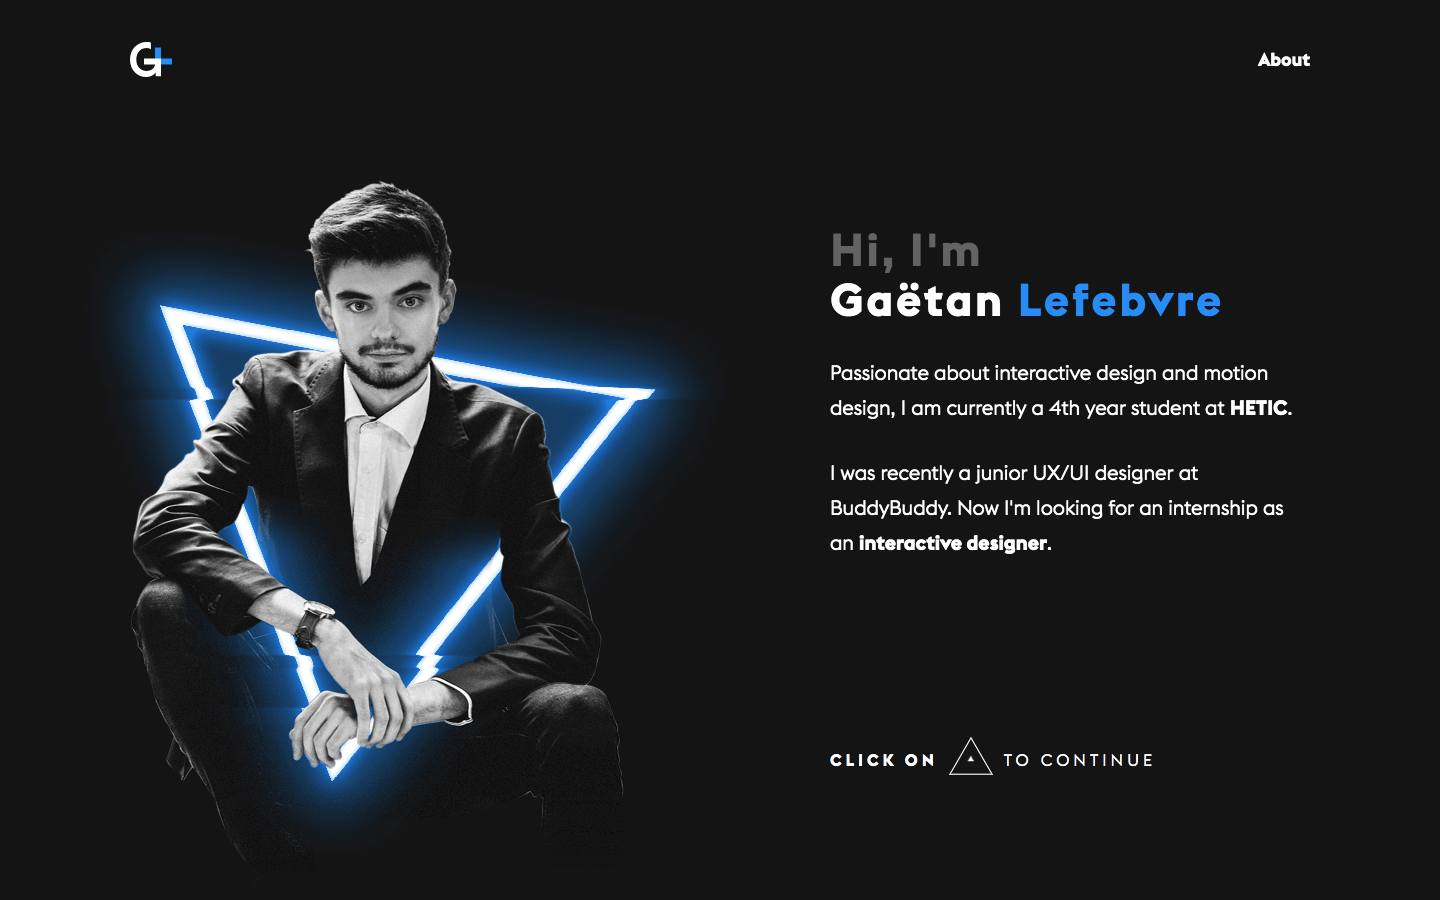 G+
About
Hi, I'm
Gaëtan Lefebvre
Passionate about interactive design and motion
design, I am currently a 4th year student at HETIC.
I was recently a junior UX/UI designer at
BuddyBuddy. Now I'm looking for an internship as
an interactive designer.
CLICK ON TO CONTINUE